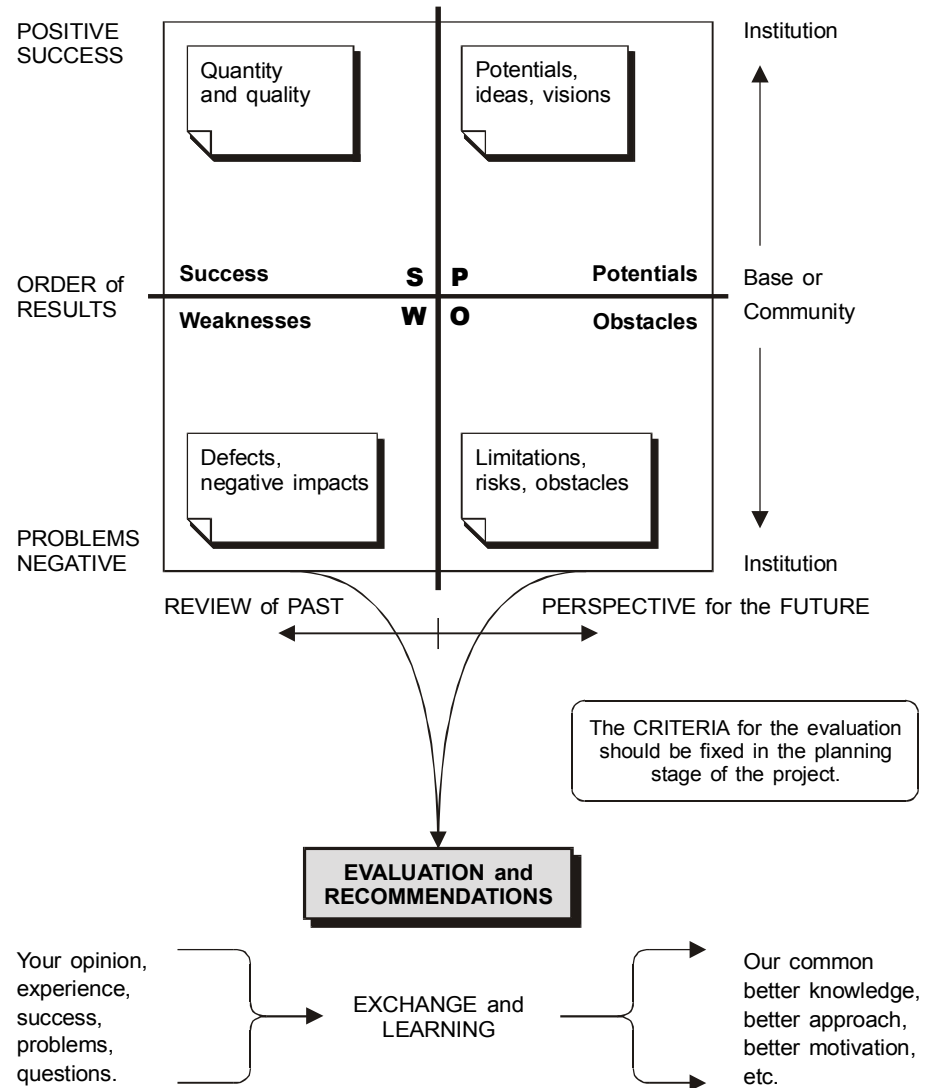 POSITIVE
SUCCESS
Quantity
and quality
Potentials,
ideas, visions
Institution
ORDER of
RESULTS
Success
S
P
Potentials
Weaknesses
W
O
Obstacles
Base or
Community
Defects,
negative impacts
Limitations,
risks, obstacles
PROBLEMS
NEGATIVE
Institution
REVIEW of PAST
PERSPECTIVE for the FUTURE
The CRITERIA for the evaluation
should be fixed in the planning
stage of the project.
EVALUATION and
RECOMMENDATIONS
Your opinion,
experience,
success,
problems,
questions.
EXCHANGE and
LEARNING
Our common
better knowledge,
better approach,
better motivation,
etc.